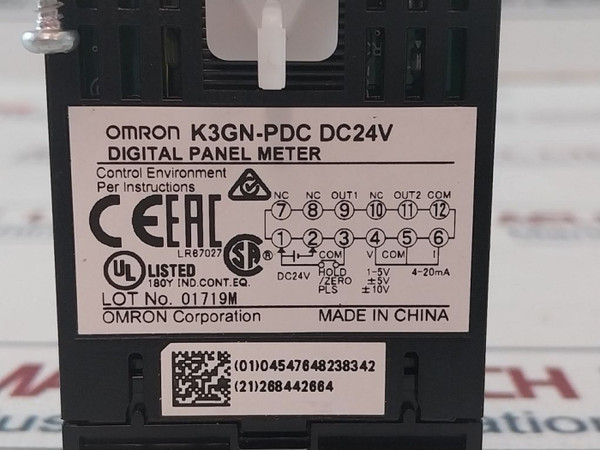 OMRON K3GN-PDC DC24V
DIGITAL PANEL METER
Control Environment
Per Instructions
CE EAC
LR67027
UL LISTED
180Y IND.CONT.EQ.
NC NC OUT1 NC OUT2 COM
7 8 9 10 11 12
1 2 3 4 5 6
DC24V
COM
HOLD
/ZERO
PLS
V COM I
1-5V
±5V
±10V
4-20mA
LOT No. 01719M
OMRON Corporation MADE IN CHINA
(01)04547648238342
(21)268442664